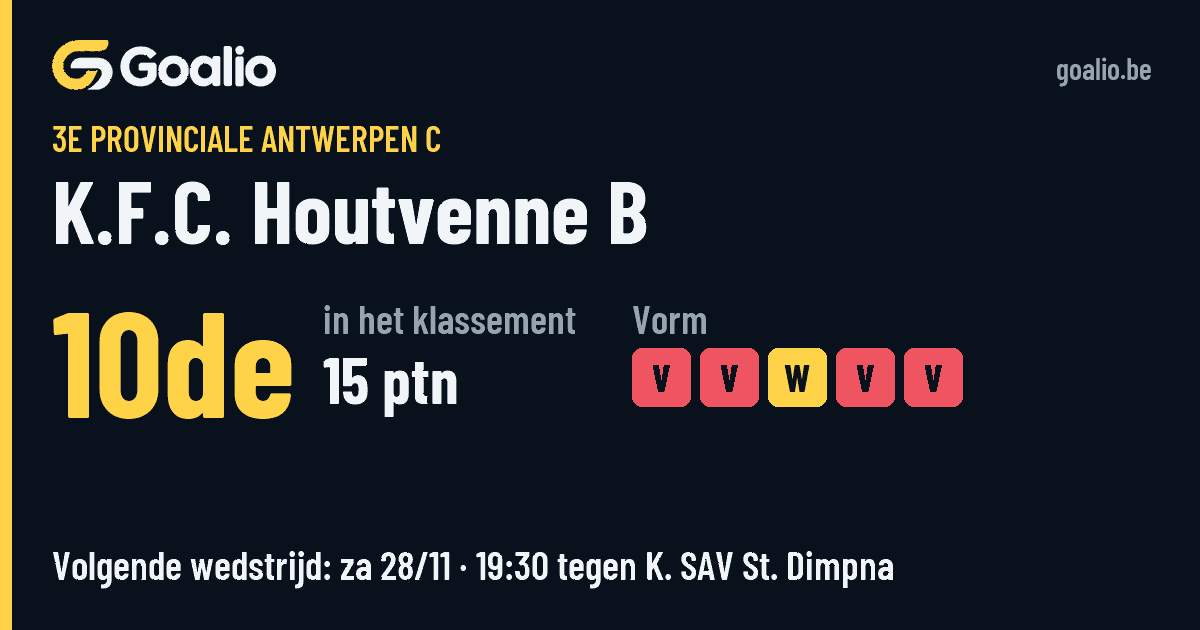 Goalio
goalio.be
3E PROVINCIALE ANTWERPEN C
K.F.C. Houtvenne B
10de
in het klassement
15 ptn
Vorm
V V W V V
Volgende wedstrijd: za 28/11 · 19:30 tegen K. SAV St. Dimpna